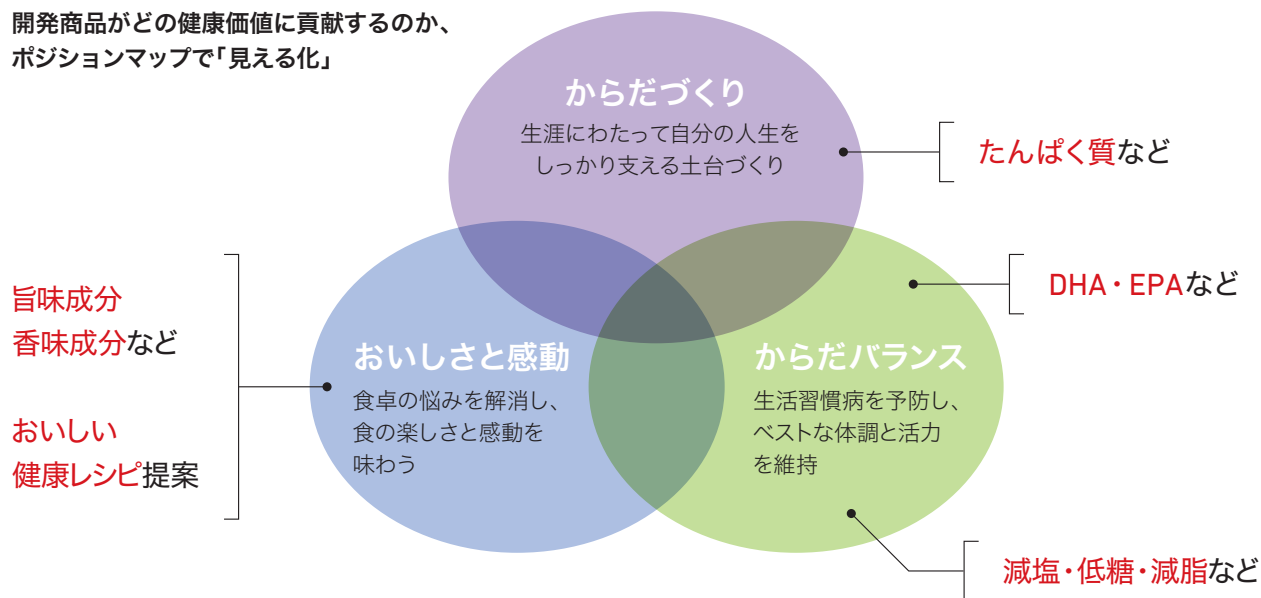 開発商品がどの健康価値に貢献するのか、
ポジションマップで「見える化」
からだづくり
生涯にわたって自分の人生を
しっかり支える土台づくり
たんぱく質など
DHA・EPAなど
旨味成分
香味成分など
おいしい
健康レシピ提案
おいしさと感動
食卓の悩みを解消し、
食の楽しさと感動を
味わう
からだバランス
生活習慣病を予防し、
ベストな体調と活力
を維持
減塩・低糖・減脂など